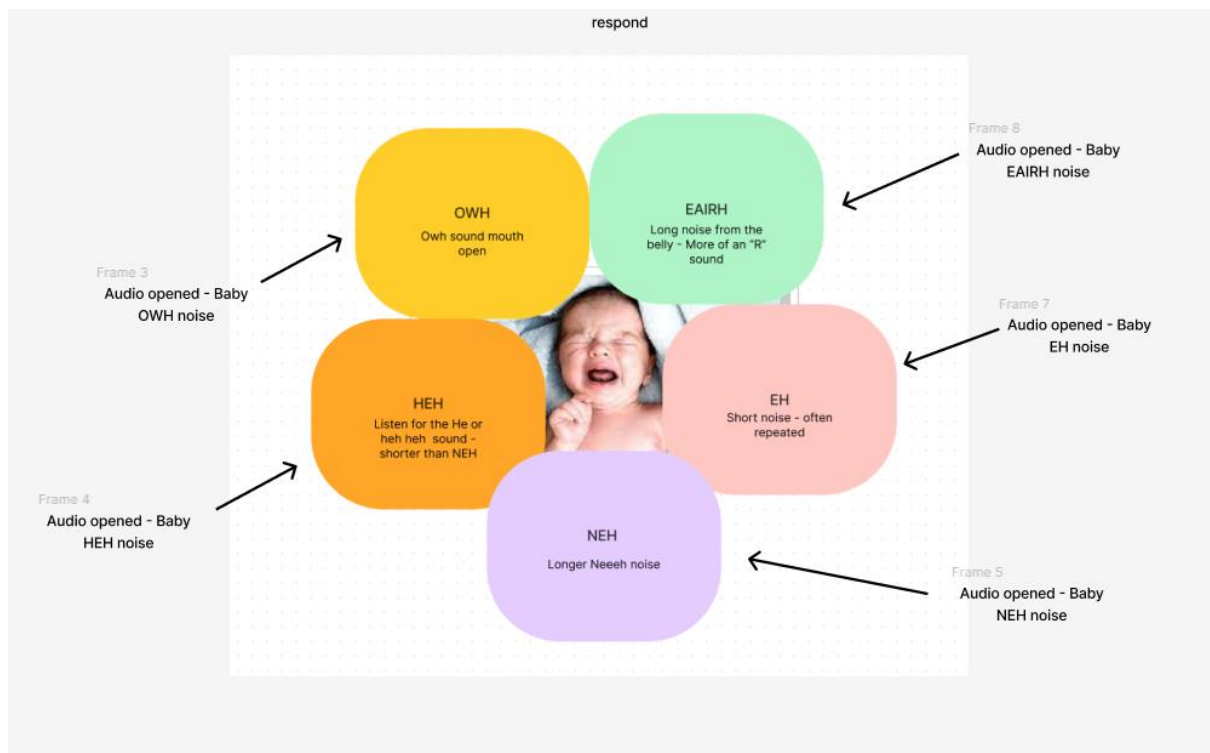 respond
Frame 8
Audio opened - Baby
EAIRH noise
EAIRH
Long noise from the
belly - More of an "R"
sound
OWH
Owh sound mouth
open
Frame 3
Audio opened - Baby
OWH noise
Frame 7
Audio opened - Baby
EH noise
HEH
Listen for the He or
heh heh sound -
shorter than NEH
EH
Short noise - often
repeated
Frame 4
Audio opened - Baby
HEH noise
NEH
Longer Neeeh noise
Frame 5
Audio opened - Baby
NEH noise